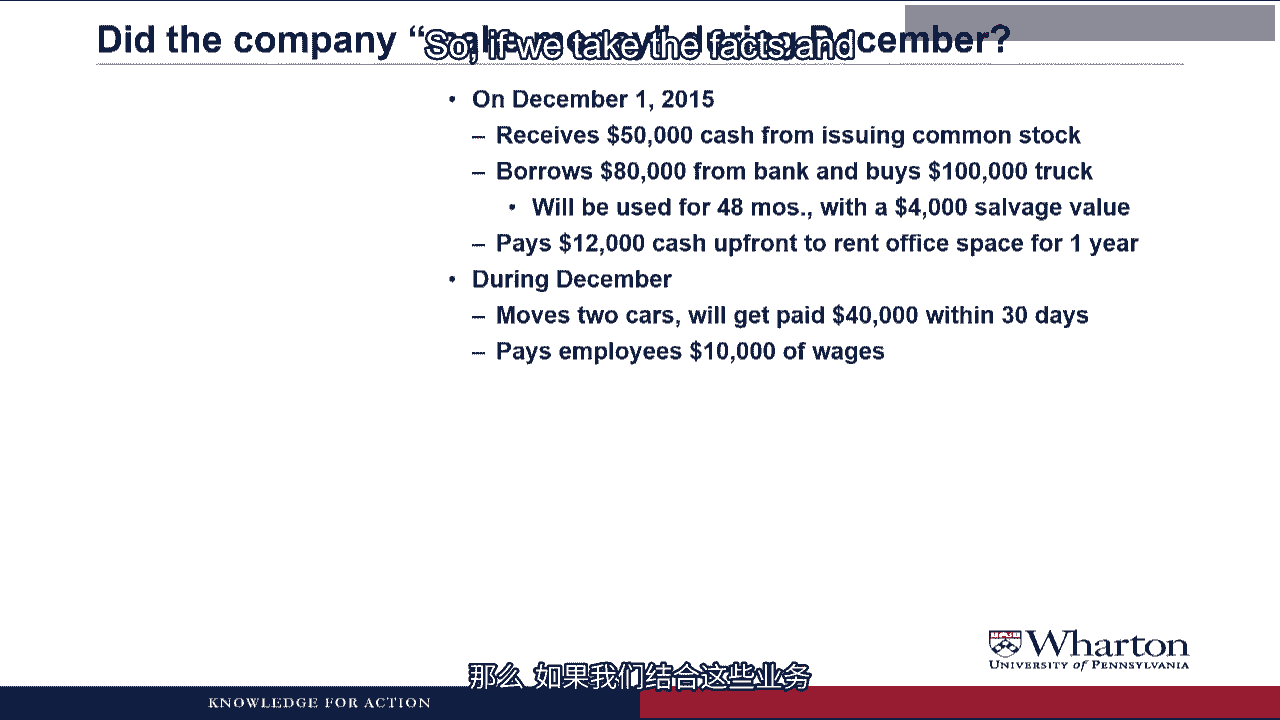 Did the company “make money” during December?
So, if we take the facts and
• On December 1, 2015
– Receives $50,000 cash from issuing common stock
– Borrows $80,000 from bank and buys $100,000 truck
• Will be used for 48 mos., with a $4,000 salvage value
– Pays $12,000 cash upfront to rent office space for 1 year
• During December
– Moves two cars, will get paid $40,000 within 30 days
– Pays employees $10,000 of wages
Wharton
UNIVERSITY of PENNSYLVANIA
那么 如果我们结合这些业务
KNOWLEDGE FOR ACTION